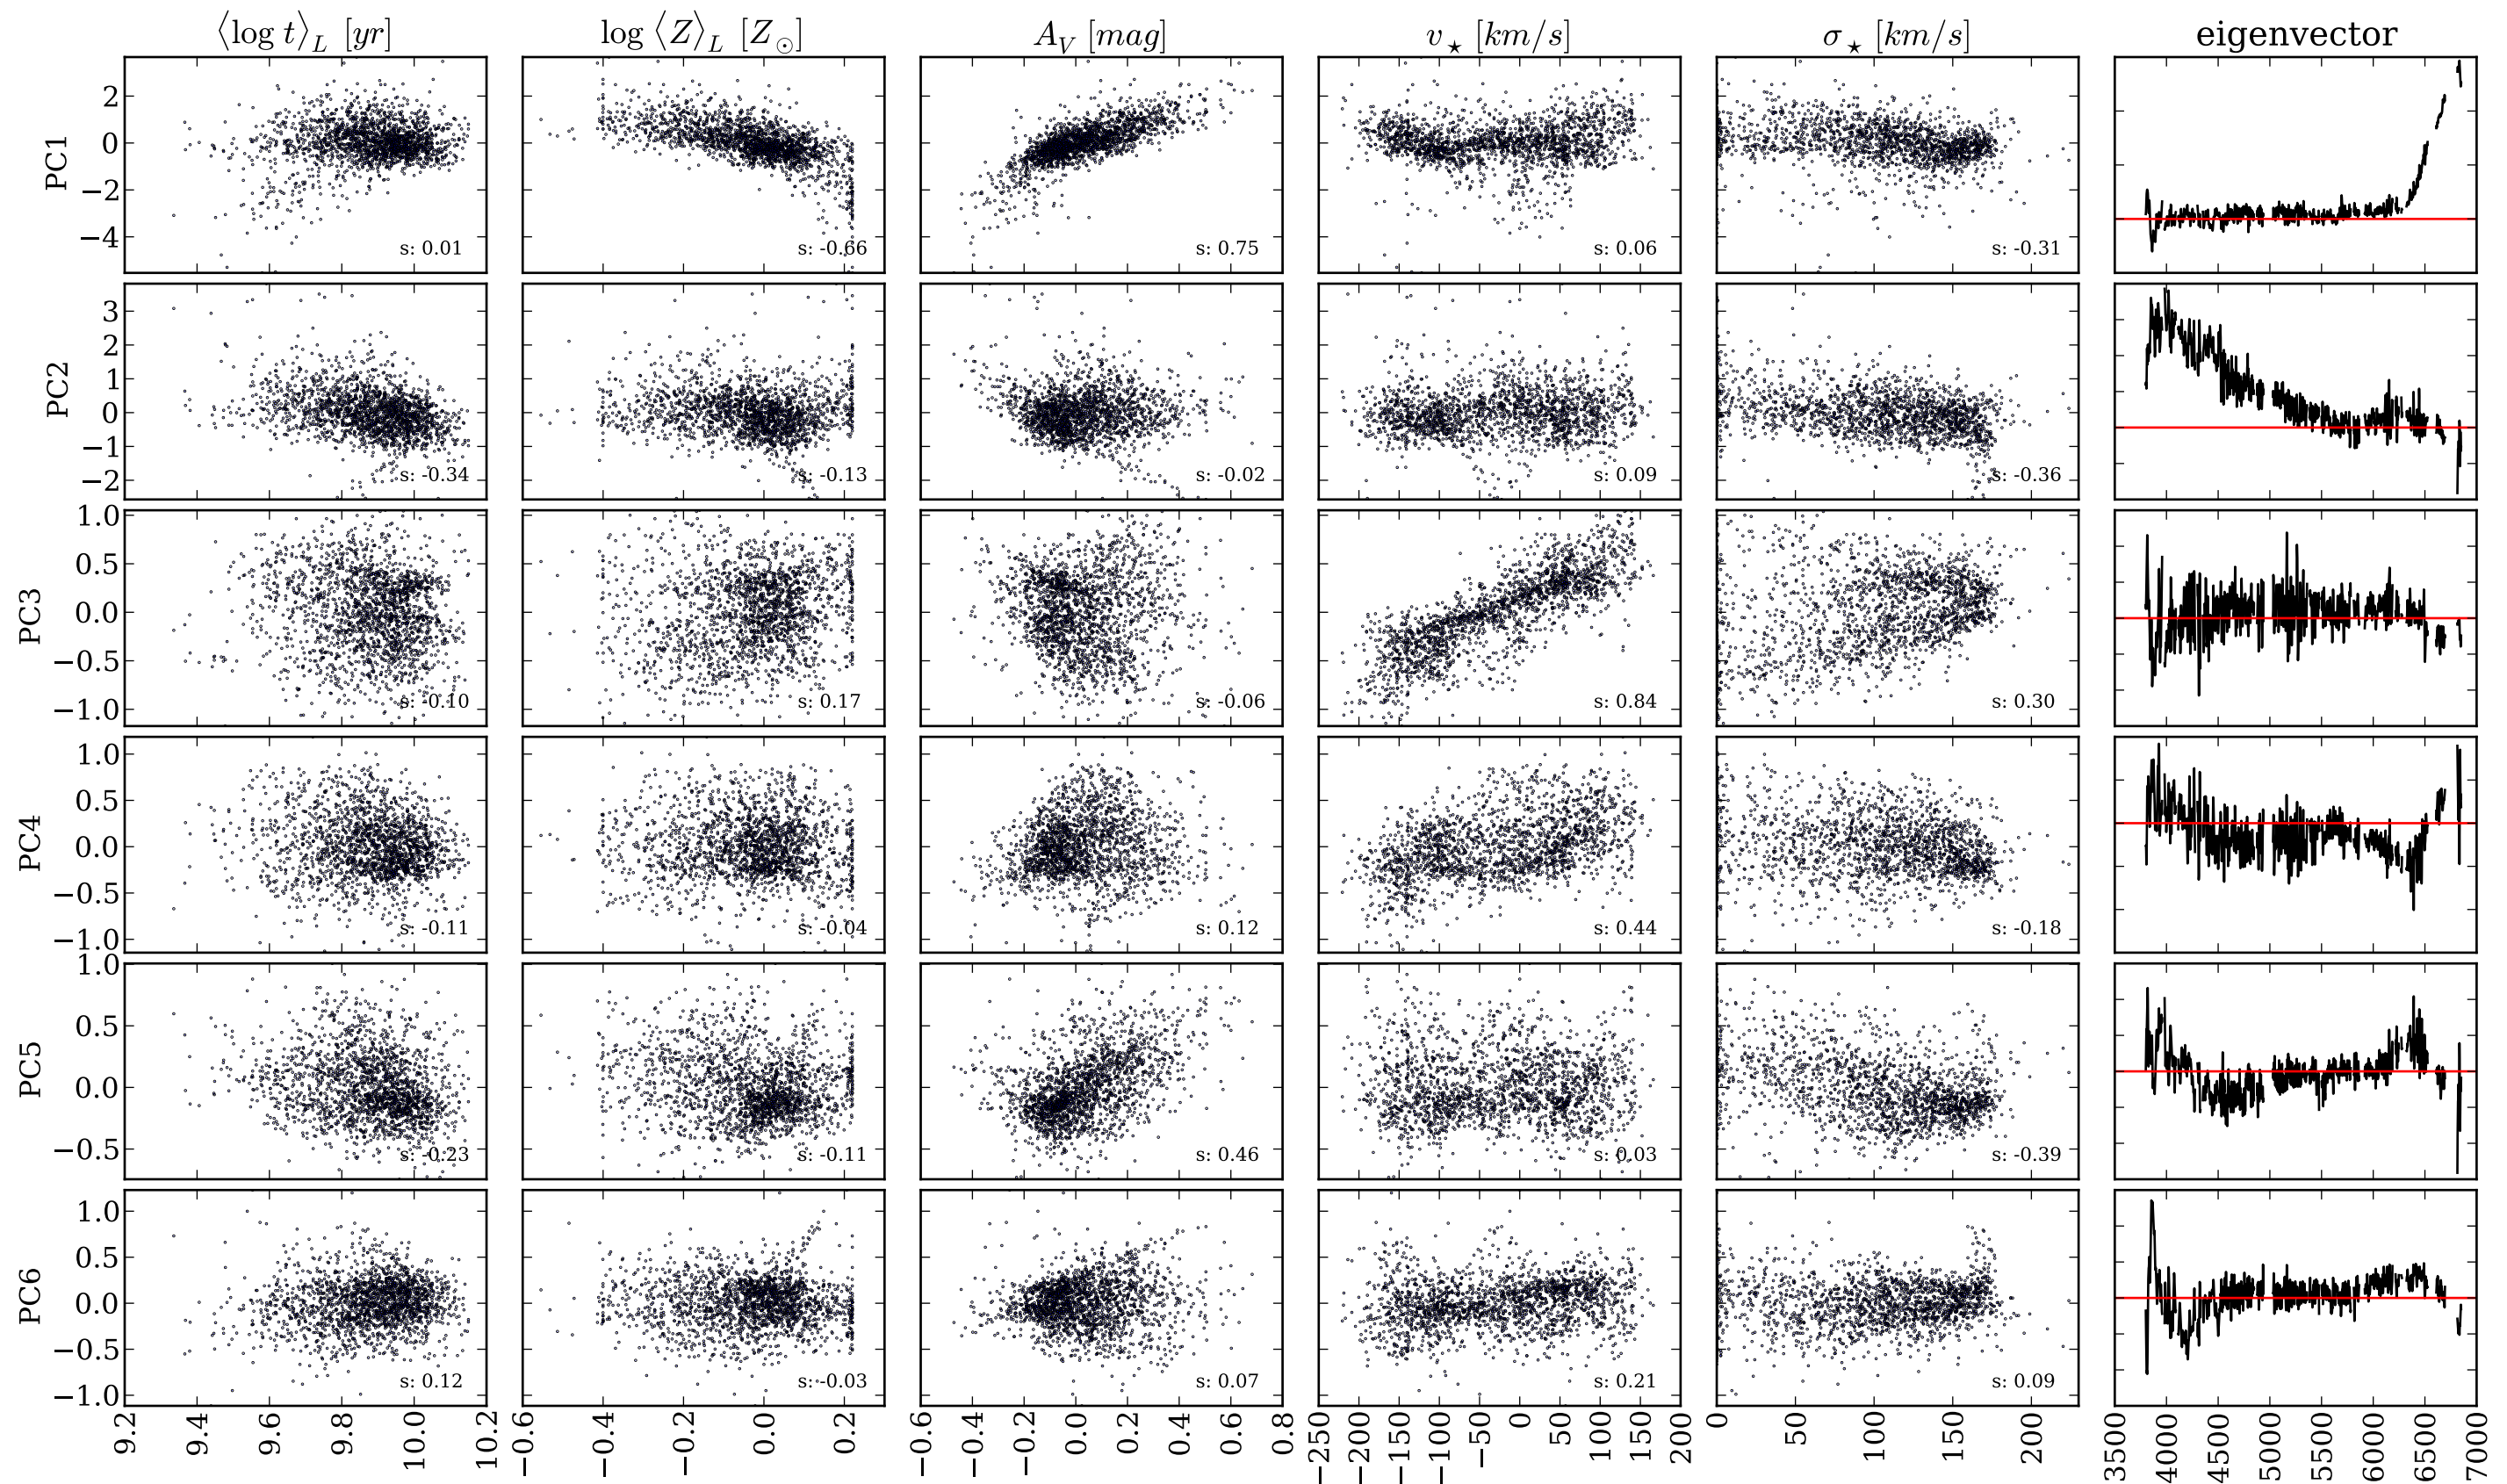 ⟨log t⟩_L [yr] log ⟨Z⟩_L [Z_⊙] A_V [mag] v_⋆ [km/s] σ_⋆ [km/s] eigenvector
PC1
2
0
−2
−4
s: 0.01 s: -0.66 s: 0.75 s: 0.06 s: -0.31
PC2
3
2
1
0
−1
−2
s: -0.34 s: -0.13 s: -0.02 s: 0.09 s: -0.36
PC3
1.0
0.5
0.0
−0.5
−1.0
s: -0.10 s: 0.17 s: -0.06 s: 0.84 s: 0.30
PC4
1.0
0.5
0.0
−0.5
−1.0
s: -0.11 s: -0.04 s: 0.12 s: 0.44 s: -0.18
PC5
1.0
0.5
0.0
−0.5
s: -0.23 s: -0.11 s: 0.46 s: 0.03 s: -0.39
PC6
1.0
0.5
0.0
−0.5
−1.0
s: 0.12 s: -0.03 s: 0.07 s: 0.21 s: 0.09
9.2 9.4 9.6 9.8 10.0 10.2
−0.6 −0.4 −0.2 0.0 0.2
−0.6 −0.4 −0.2 0.0 0.2 0.4 0.6 0.8
−250 −200 −150 −100 −50 0 50 100 150 200
0 50 100 150 200
3500 4000 4500 5000 5500 6000 6500 7000